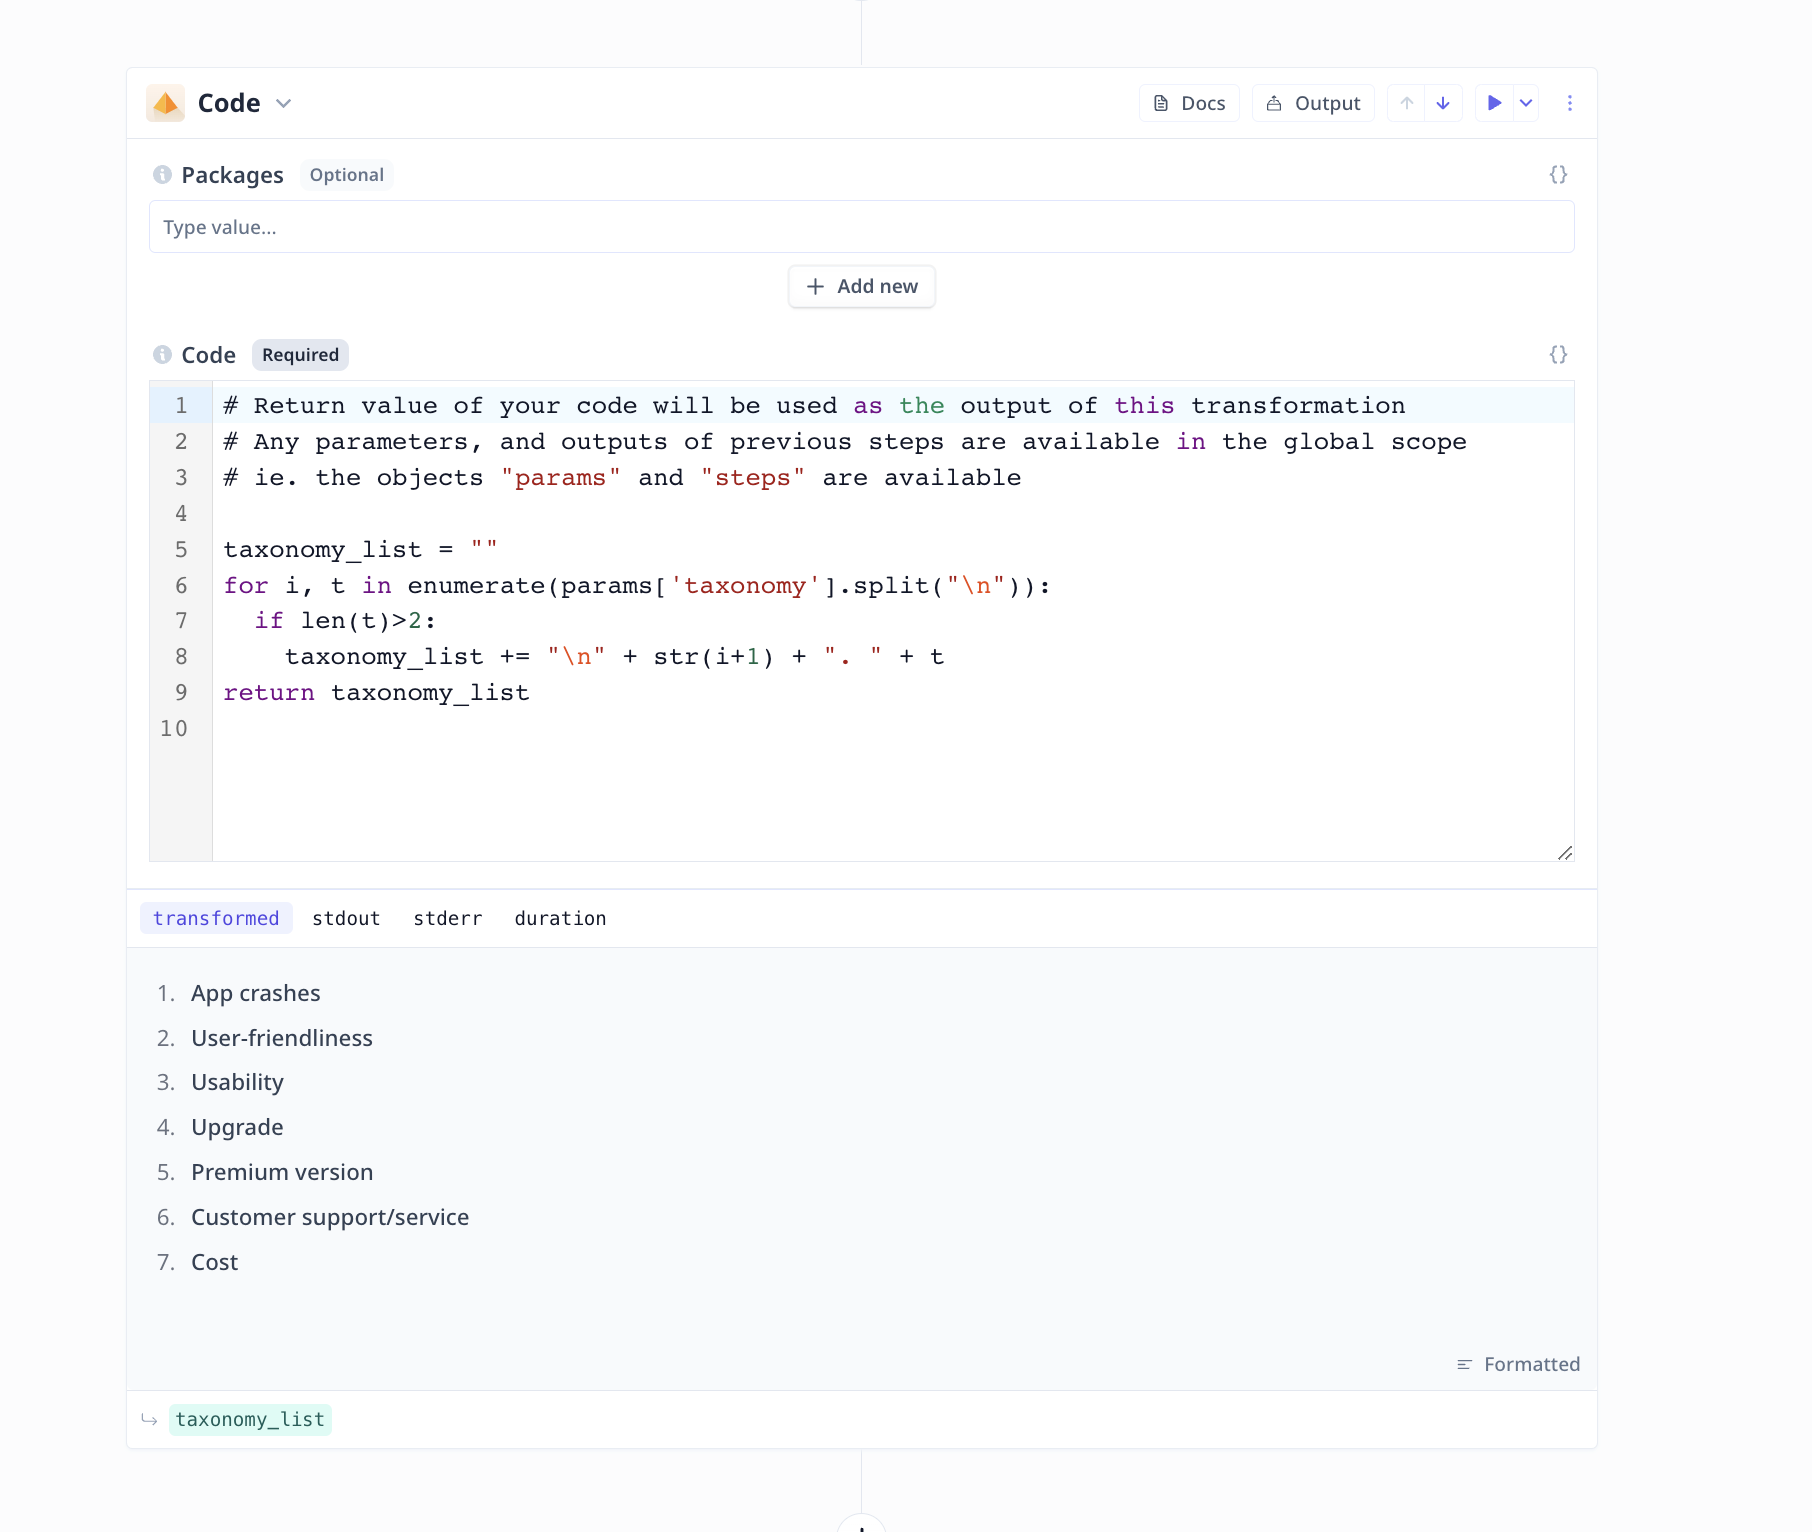 Code
Docs
Output
Packages Optional
{}
Type value...
+ Add new
Code Required
{}
1 # Return value of your code will be used as the output of this transformation
2 # Any parameters, and outputs of previous steps are available in the global scope
3 # ie. the objects "params" and "steps" are available
4
5 taxonomy_list = ""
6 for i, t in enumerate(params['taxonomy'].split("\n")):
7   if len(t)>2:
8     taxonomy_list += "\n" + str(i+1) + ". " + t
9 return taxonomy_list
10
transformed stdout stderr duration
1. App crashes
2. User-friendliness
3. Usability
4. Upgrade
5. Premium version
6. Customer support/service
7. Cost
Formatted
taxonomy_list